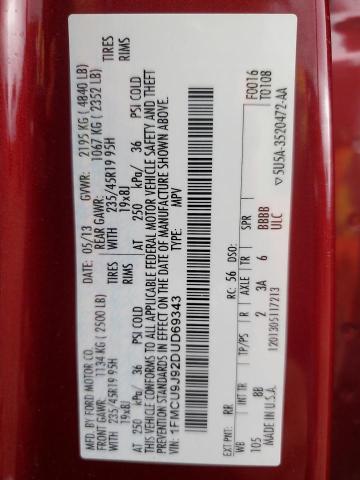 MFD. BY FORD MOTOR CO.
DATE: 05/13 GVWR: 2195 KG ( 4840 LB)
FRONT GAWR: 1134 KG ( 2500 LB) REAR GAWR: 1067 KG ( 2352 LB)
WITH 235/45R19 95H TIRES WITH 235/45R19 95H TIRES
19x8J RIMS 19x8J RIMS
AT 250 kPa/ 36 PSI COLD AT 250 kPa/ 36 PSI COLD
THIS VEHICLE CONFORMS TO ALL APPLICABLE FEDERAL MOTOR VEHICLE SAFETY AND THEFT
PREVENTION STANDARDS IN EFFECT ON THE DATE OF MANUFACTURE SHOWN ABOVE.
VIN: 1FMCU9J92DUD69343 TYPE: MPV
F0016
T0108
EXT PNT: RR RC: 56 DSO:
WB INT TR TP/PS R AXLE TR SPR
105 BB 2 3A 6 BBBB
ULC
MADE IN U.S.A. 1201305117213 5U5A-3520472-AA